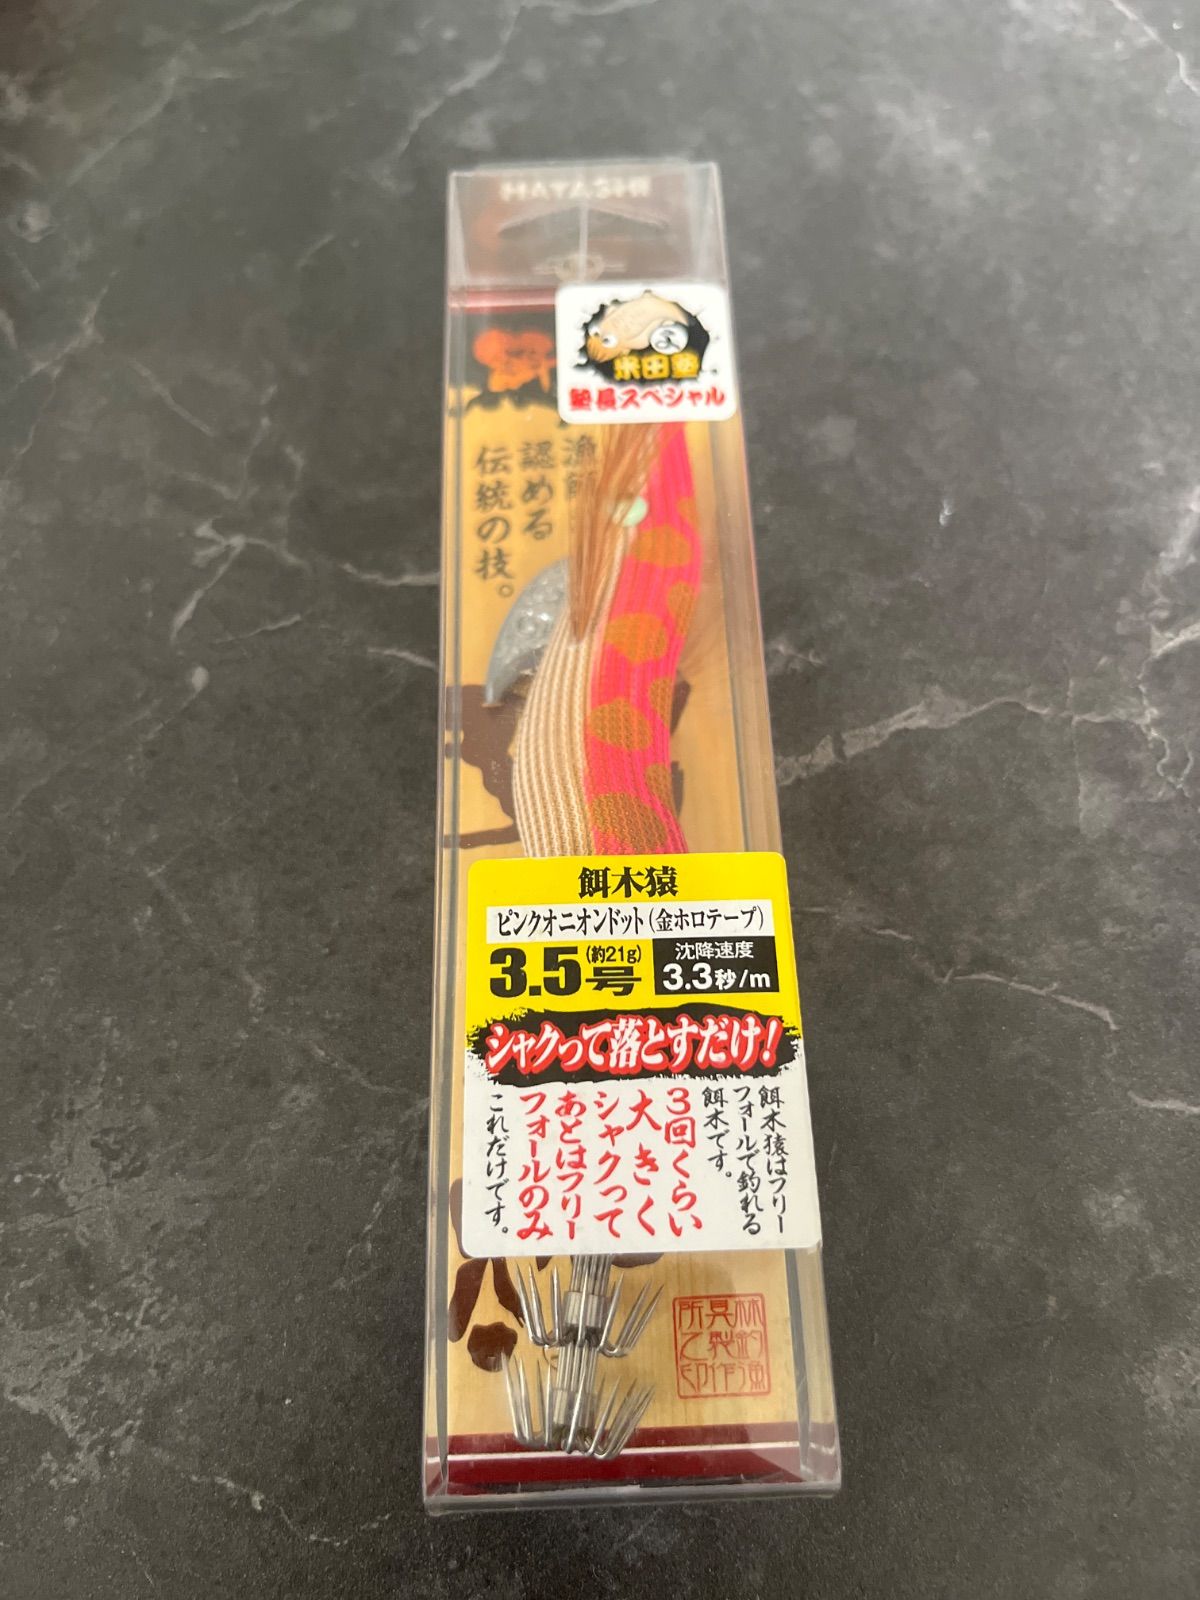 HAYASHI
米田塾
塾長スペシャル
漁師
認める
伝統の技。
餌木猿
ピンクオニオンドット(金ホロテープ)
3.5号
(約21g)
沈降速度
3.3秒/m
シャクって落とすだけ!
餌木猿はフリー
フォールで釣れる
餌木です。
3回くらい
大きく
シャクって
あとはフリー
フォールのみ
これだけです。
林釣漁
具製作
所之印